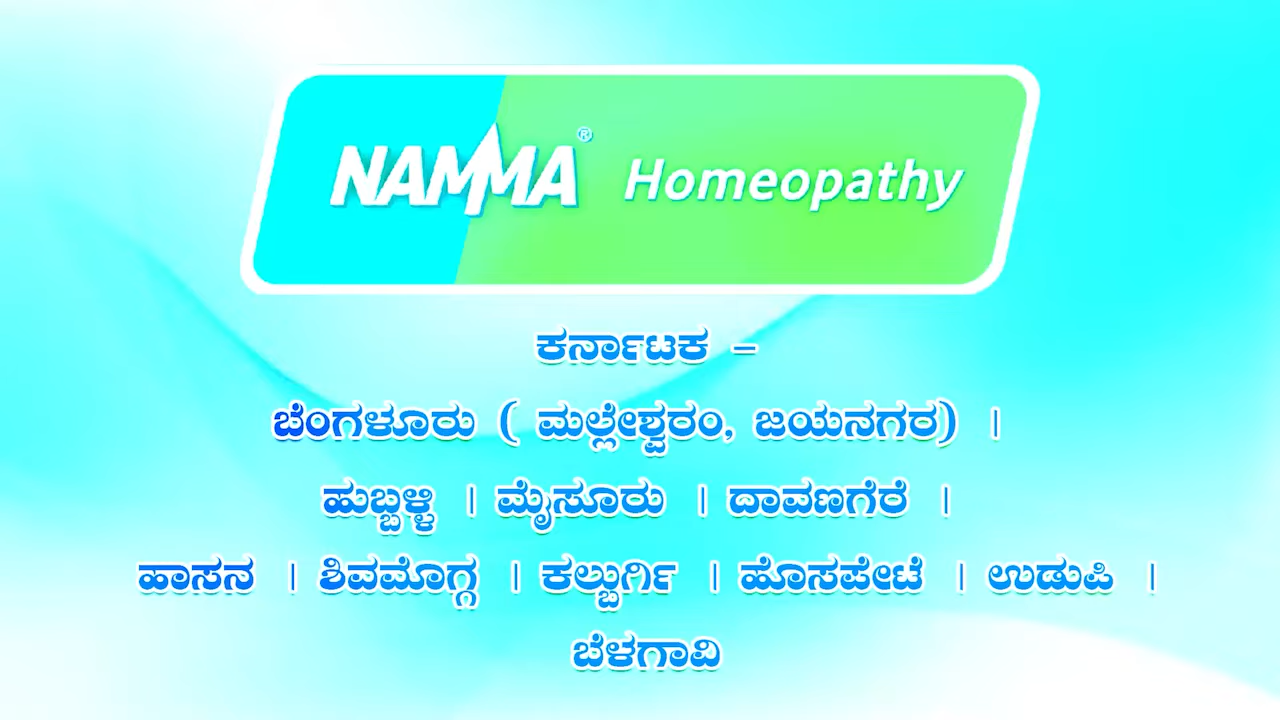 NAMMA® Homeopathy
ಕರ್ನಾಟಕ –
ಬೆಂಗಳೂರು ( ಮಲ್ಲೇಶ್ವರಂ, ಜಯನಗರ) |
ಹುಬ್ಬಳ್ಳಿ | ಮೈಸೂರು | ದಾವಣಗೆರೆ |
ಹಾಸನ | ಶಿವಮೊಗ್ಗ | ಕಲ್ಬುರ್ಗಿ | ಹೊಸಪೇಟೆ | ಉಡುಪಿ |
ಬೆಳಗಾವಿ